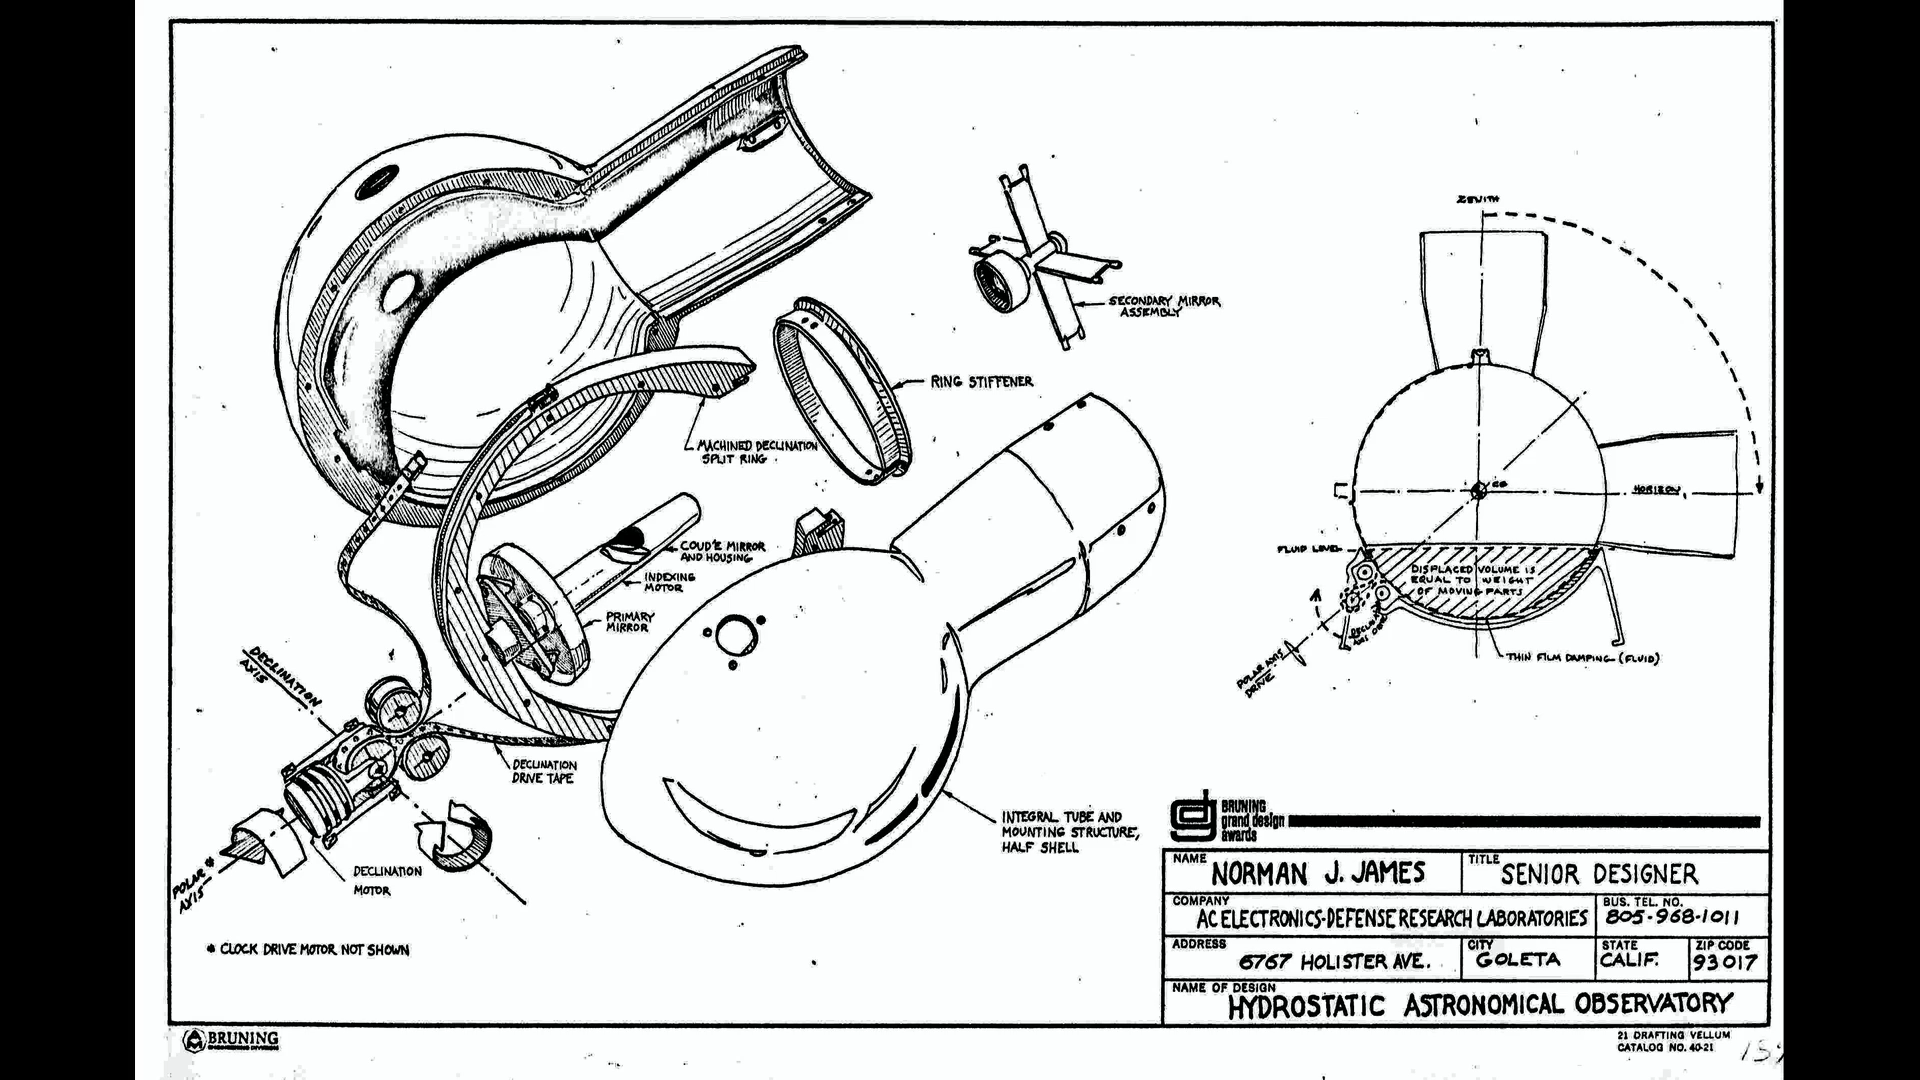 ZENITH
SECONDARY MIRROR
ASSEMBLY
RING STIFFENER
MACHINED DECLINATION
SPLIT RING
CG
HORIZON
COUD'E MIRROR
AND HOUSING
INDEXING
MOTOR
PRIMARY
MIRROR
FLUID LEVEL
DISPLACED VOLUME IS
EQUAL TO WEIGHT
OF MOVING PARTS
THIN FILM DAMPING (FLUID)
POLAR AXIS
DRIVE
DECLINATION
AXIS
DECLINATION
DRIVE TAPE
INTEGRAL TUBE AND
MOUNTING STRUCTURE,
HALF SHELL
DECLINATION
MOTOR
POLAR *
AXIS
* CLOCK DRIVE MOTOR NOT SHOWN
BRUNING
grand design
awards
NAME NORMAN J. JAMES TITLE SENIOR DESIGNER
COMPANY AC ELECTRONICS-DEFENSE RESEARCH LABORATORIES BUS. TEL. NO. 805-968-1011
ADDRESS 6767 HOLISTER AVE. CITY GOLETA STATE CALIF. ZIP CODE 93017
NAME OF DESIGN HYDROSTATIC ASTRONOMICAL OBSERVATORY
BRUNING
21 DRAFTING VELLUM
CATALOG NO. 40-21